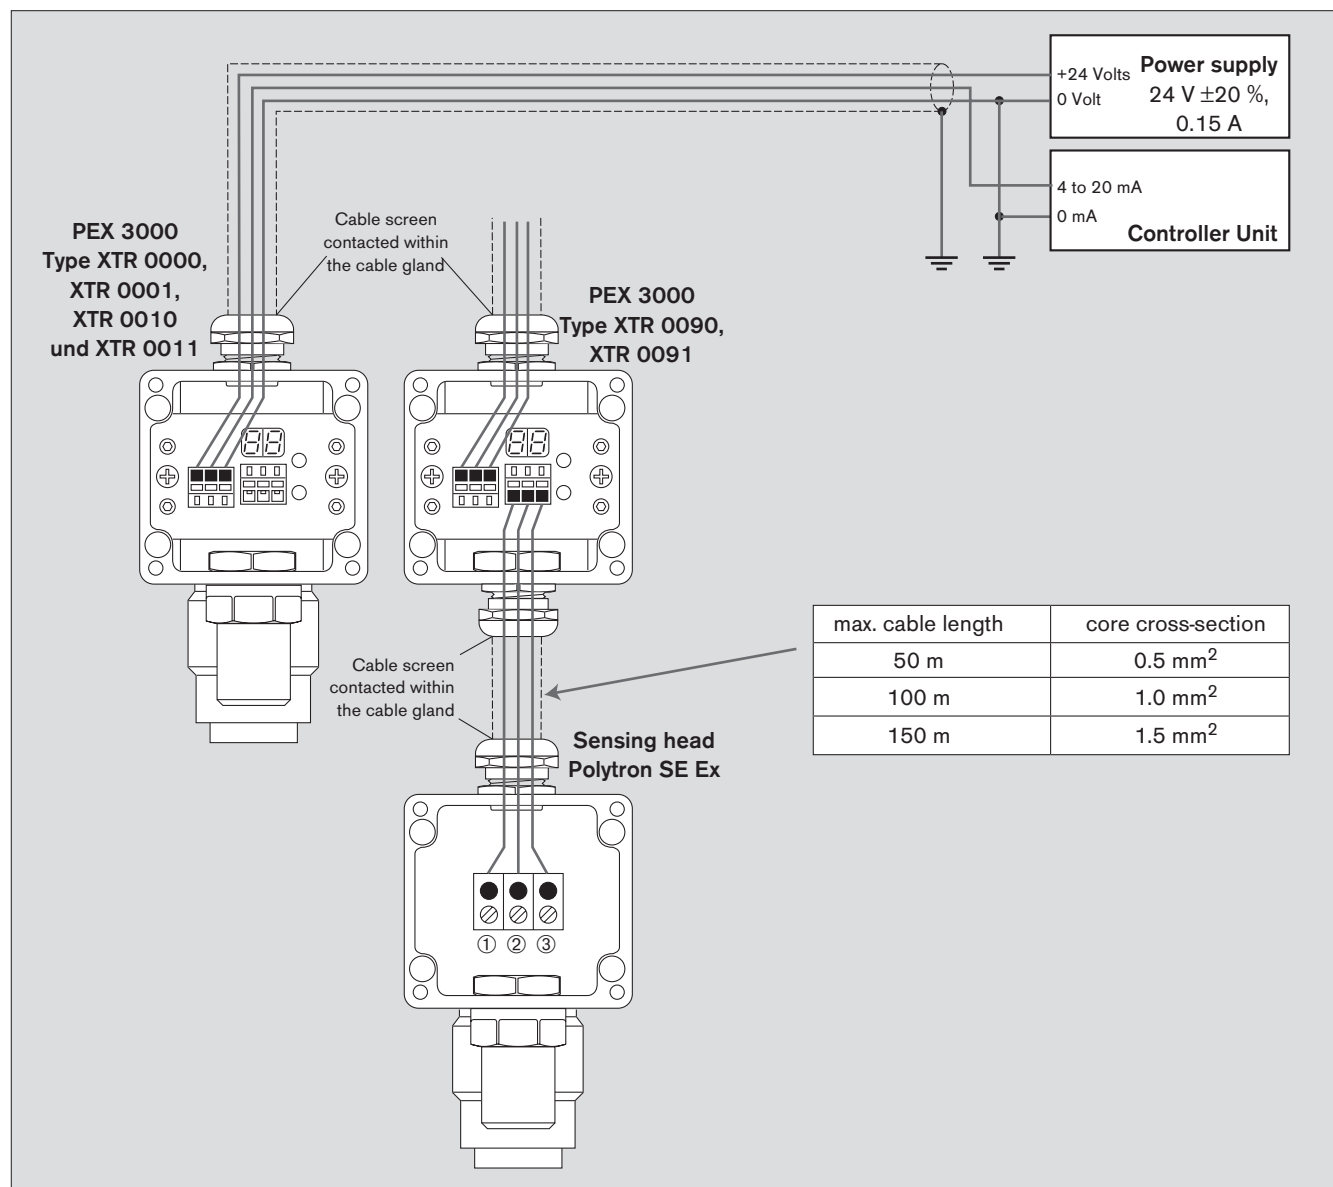 +24 Volts
Power supply
0 Volt
24 V ±20 %,
0.15 A
4 to 20 mA
0 mA
Controller Unit
PEX 3000
Type XTR 0000,
XTR 0001,
XTR 0010
und XTR 0011
Cable screen
contacted within
the cable gland
PEX 3000
Type XTR 0090,
XTR 0091
88
88
max. cable length core cross-section
50 m 0.5 mm²
100 m 1.0 mm²
150 m 1.5 mm²
Cable screen
contacted within
the cable gland
Sensing head
Polytron SE Ex
① ② ③